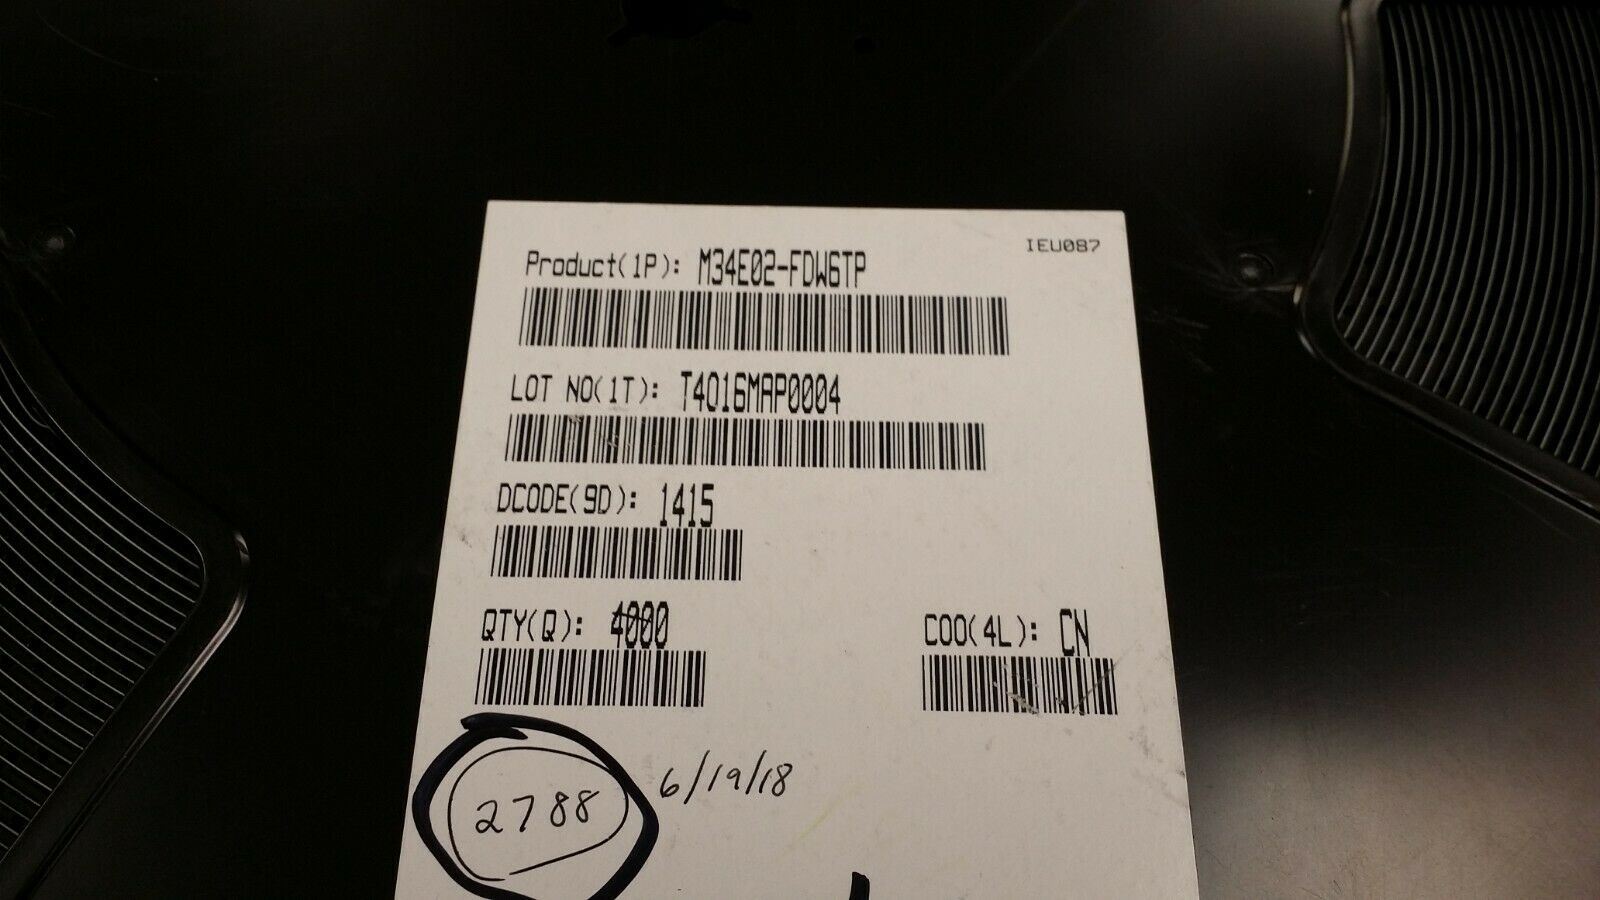 IEU087
Product(1P): M34E02-FDW6TP
LOT NO(1T): T4Q16MAP0004
DCODE(9D): 1415
QTY(Q): 4000
COO(4L): CN
2788
6/19/18